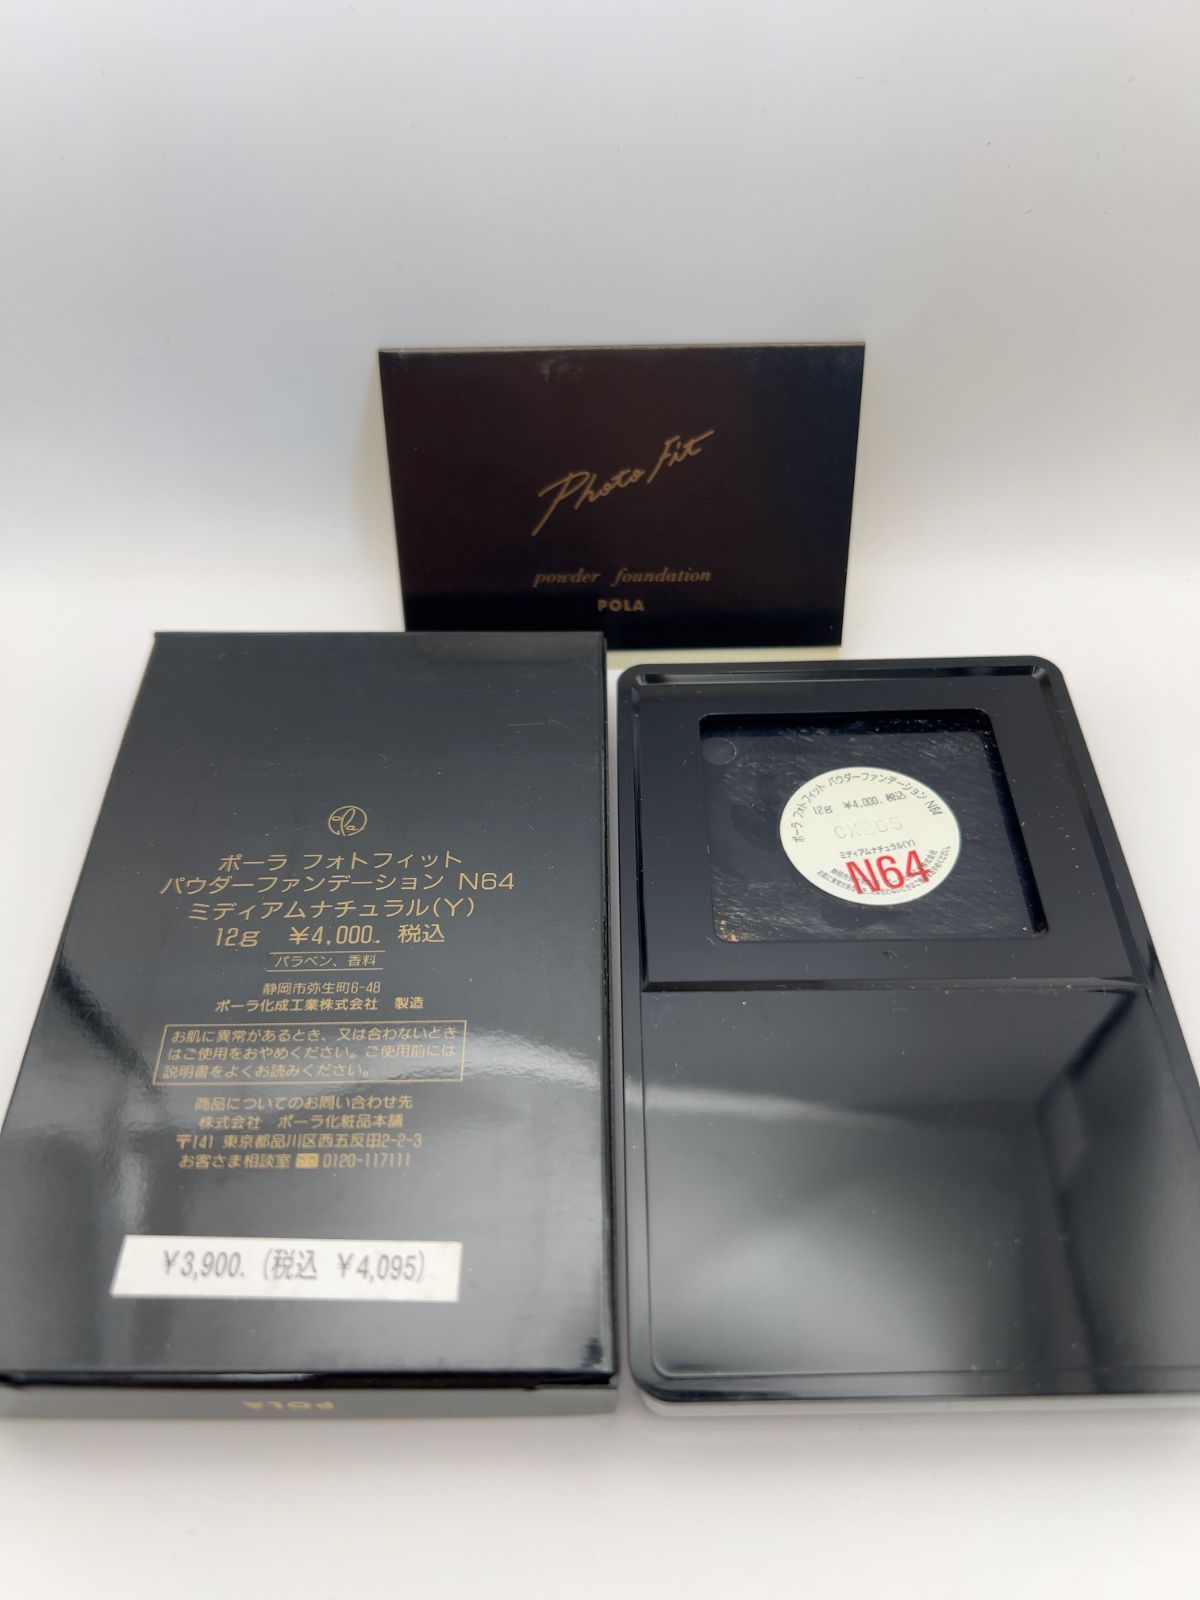 Photo Fit
powder foundation
POLA
ポーラ フォトフィット
パウダーファンデーション N64
ミディアムナチュラル(Y)
12g ¥4,000. 税込
パラベン、香料
静岡市弥生町6-48
ポーラ化成工業株式会社 製造
お肌に異常があるとき、又は合わないとき
はご使用をおやめください。ご使用前には
説明書をよくお読みください。
商品についてのお問い合わせ先
株式会社 ポーラ化粧品本舗
〒141 東京都品川区西五反田2-2-3
お客さま相談室 0120-117111
¥3,900. (税込 ¥4,095)
POLA
ポーラ フォトフィット パウダーファンデーション N64
12g ¥4,000. 税込
CX205
ミディアムナチュラル(Y)
N64